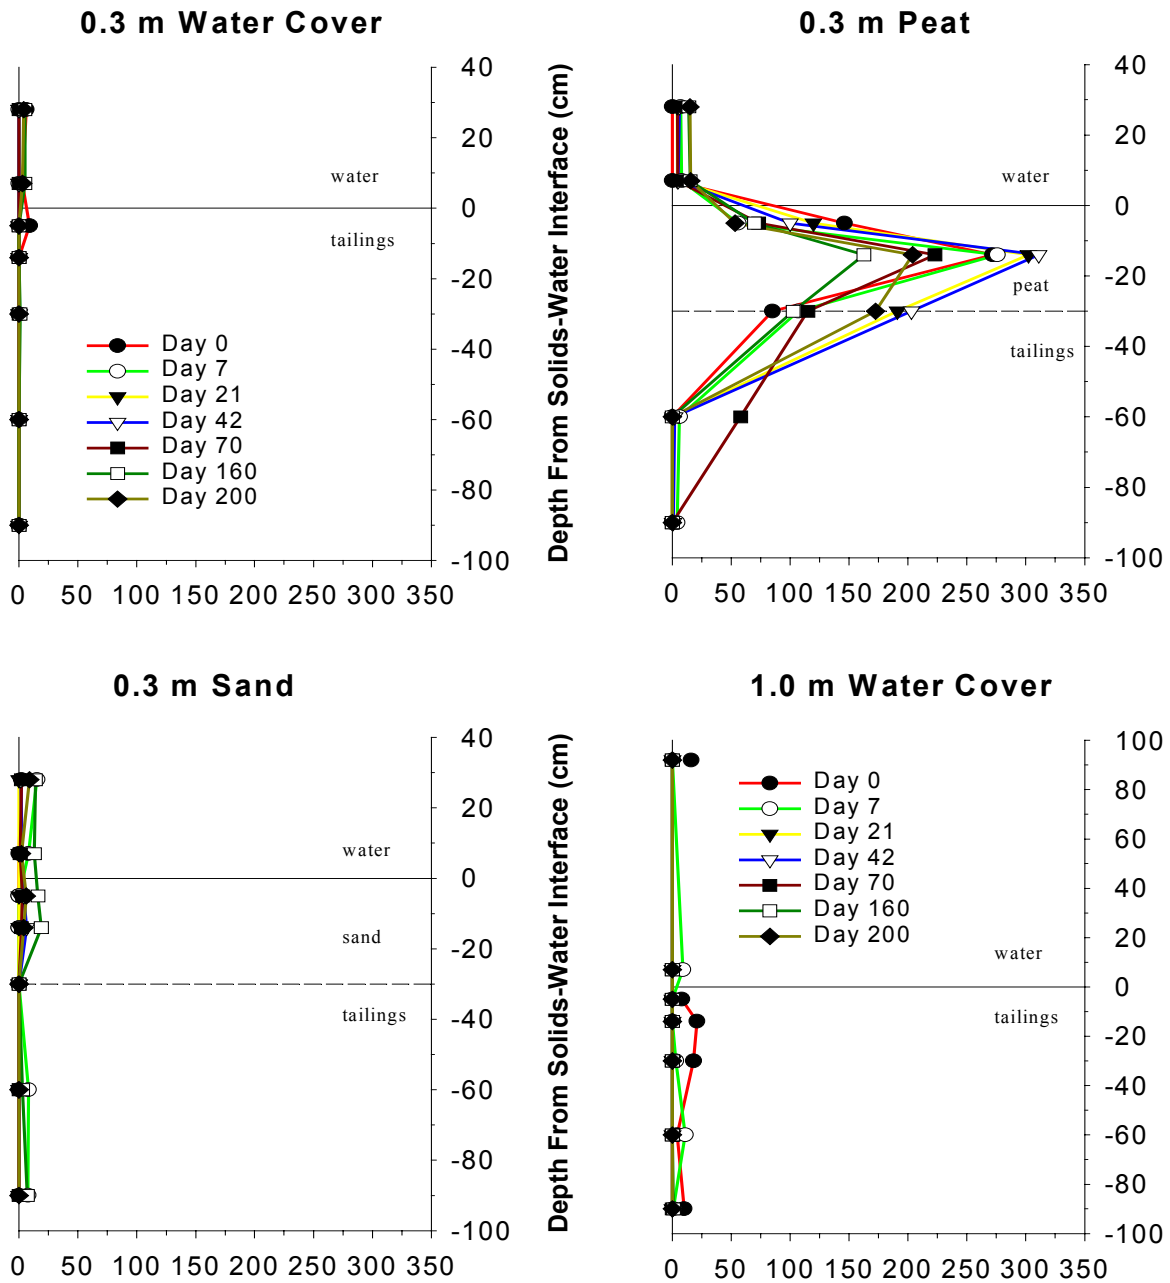 0.3 m Water Cover
40
20
water
0
tailings
-20
-40
Day 0
Day 7
Day 21
Day 42
Day 70
Day 160
Day 200
-60
-80
-100
0 50 100 150 200 250 300 350
Depth From Solids-Water Interface (cm)
0.3 m Peat
40
20
water
0
-20
peat
tailings
-40
-60
-80
-100
0 50 100 150 200 250 300 350
0.3 m Sand
40
20
water
0
sand
-20
tailings
-40
-60
-80
-100
0 50 100 150 200 250 300 350
Depth From Solids-Water Interface (cm)
1.0 m Water Cover
100
80
Day 0
Day 7
Day 21
Day 42
Day 70
Day 160
Day 200
60
40
20
water
0
tailings
-20
-40
-60
-80
-100
0 50 100 150 200 250 300 350